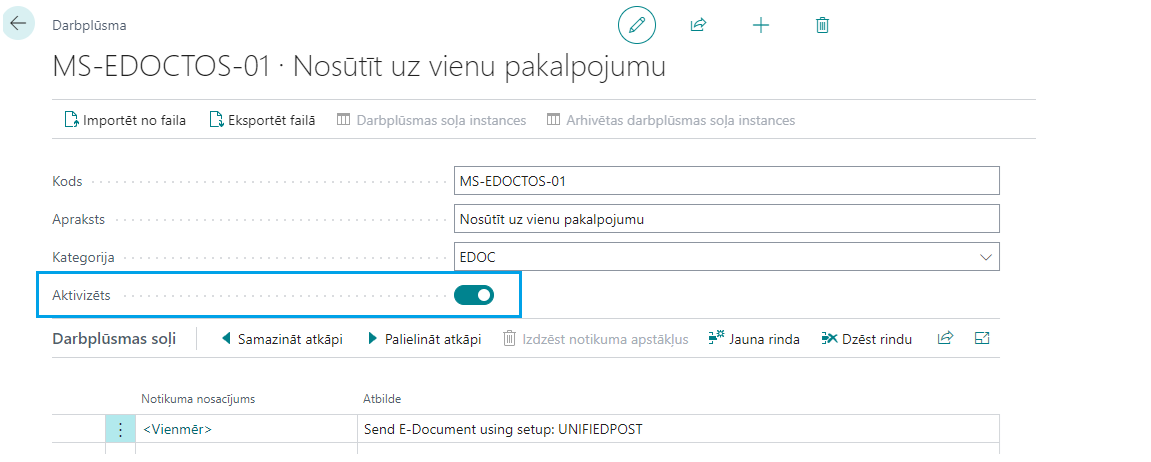 Darbplūsma
MS-EDOCTOS-01 · Nosūtīt uz vienu pakalpojumu
Importēt no faila Eksportēt failā Darbplūsmas soļa instances Arhivētas darbplūsmas soļa instances
Kods MS-EDOCTOS-01
Apraksts Nosūtīt uz vienu pakalpojumu
Kategorija EDOC
Aktivizēts
Darbplūsmas soļi Samazināt atkāpi Palielināt atkāpi Izdzēst notikuma apstākļus Jauna rinda Dzēst rindu
Notikuma nosacījums Atbilde
<Vienmēr> Send E-Document using setup: UNIFIEDPOST